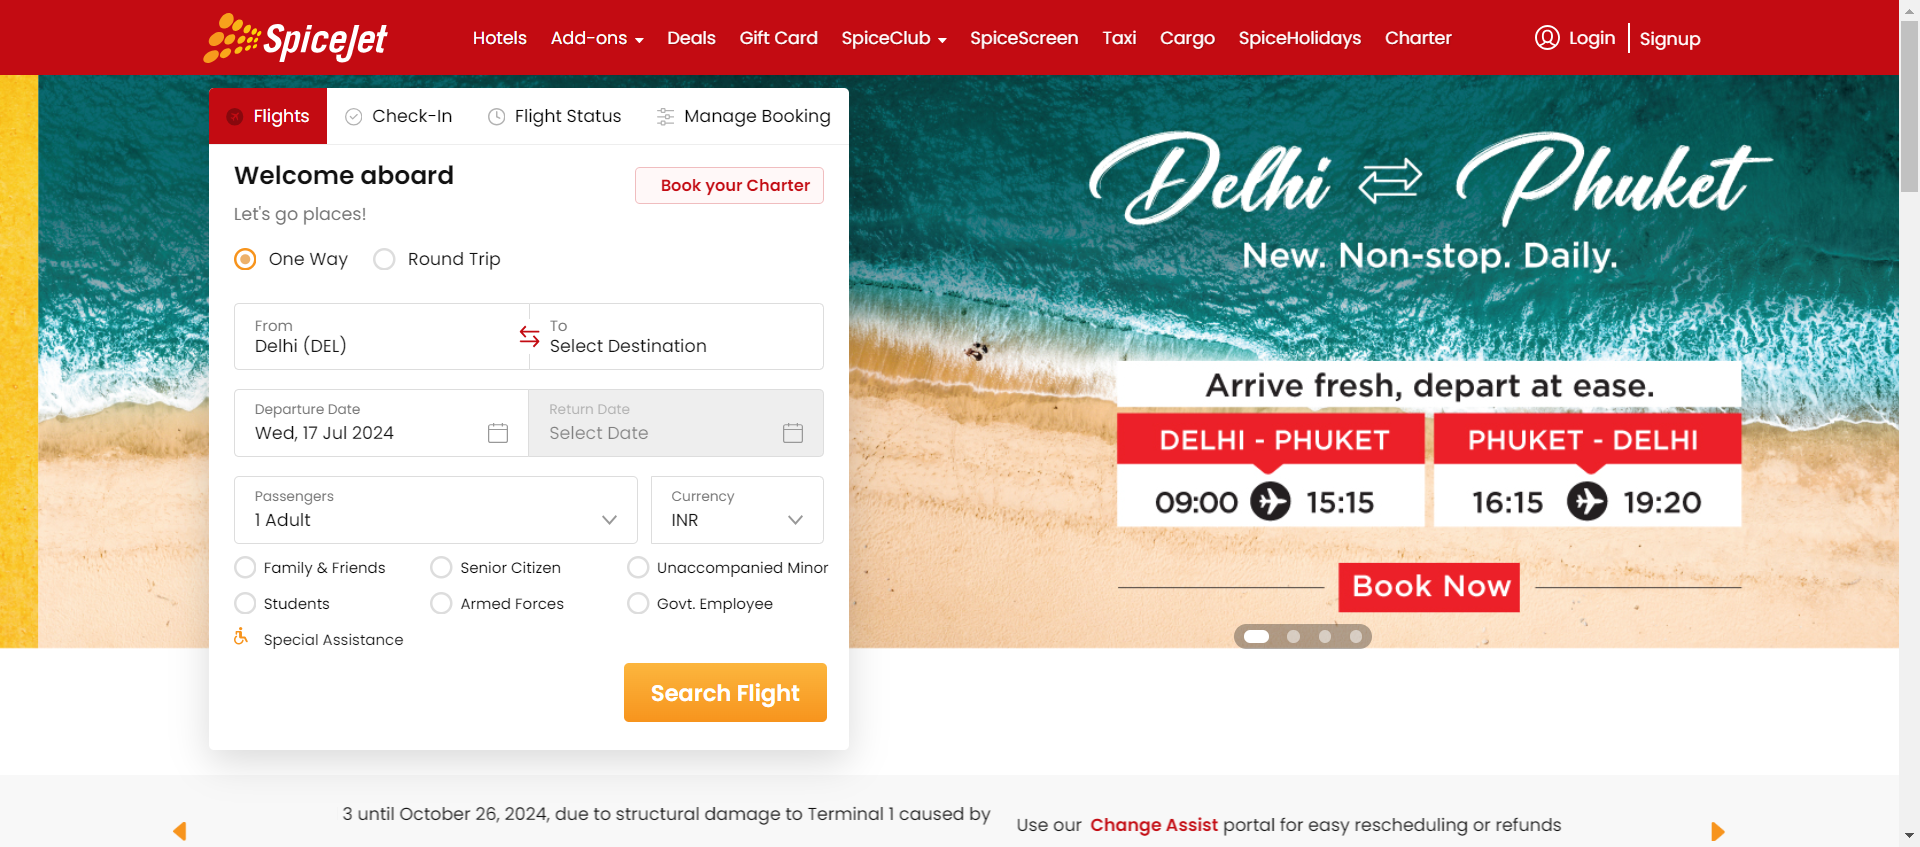 SpiceJet
Hotels
Add-ons
Deals
Gift Card
SpiceClub
SpiceScreen
Taxi
Cargo
SpiceHolidays
Charter
Login
Signup
Flights
Check-In
Flight Status
Manage Booking
Welcome aboard
Book your Charter
Let's go places!
One Way
Round Trip
From
Delhi (DEL)
To
Select Destination
Departure Date
Wed, 17 Jul 2024
Return Date
Select Date
Passengers
1 Adult
Currency
INR
Family & Friends
Senior Citizen
Unaccompanied Minor
Students
Armed Forces
Govt. Employee
Special Assistance
Search Flight
Delhi Phuket
New. Non-stop. Daily.
Arrive fresh, depart at ease.
DELHI - PHUKET
09:00 15:15
PHUKET - DELHI
16:15 19:20
Book Now
3 until October 26, 2024, due to structural damage to Terminal 1 caused by
Use our Change Assist portal for easy rescheduling or refunds